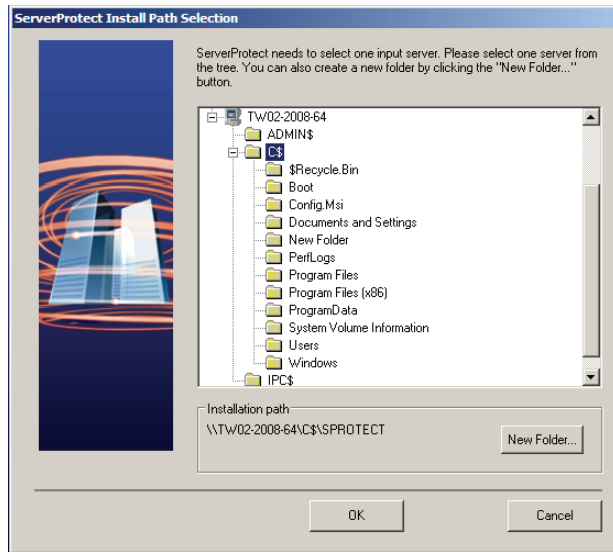 ServerProtect Install Path Selection
ServerProtect needs to select one input server. Please select one server from
the tree. You can also create a new folder by clicking the "New Folder..."
button.
TW02-2008-64
ADMIN$
C$
$Recycle.Bin
Boot
Config.Msi
Documents and Settings
New Folder
PerfLogs
Program Files
Program Files (x86)
ProgramData
System Volume Information
Users
Windows
IPC$
Installation path
\\TW02-2008-64\C$\SPROTECT
New Folder...
OK
Cancel